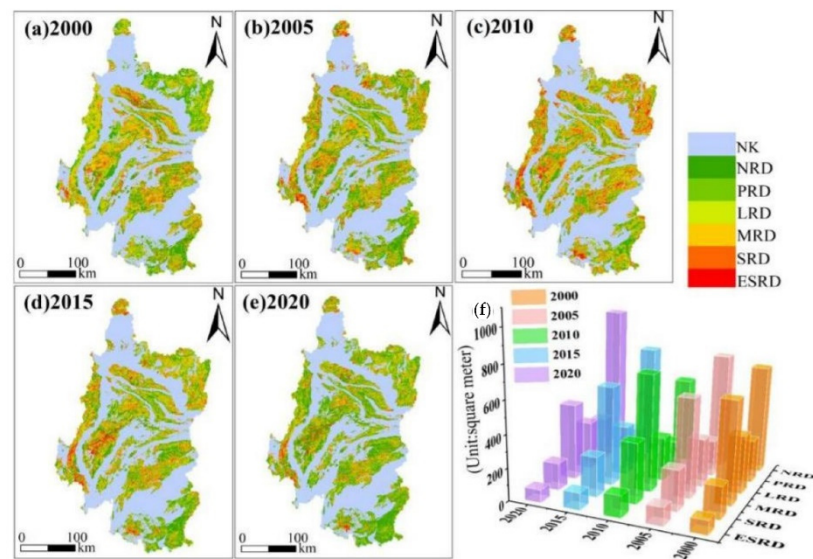 (a)2000
N
0 100
km
(b)2005
N
0 100
km
(c)2010
N
0 100
km
NK
NRD
PRD
LRD
MRD
SRD
ESRD
(d)2015
N
0 100
km
(e)2020
N
0 100
km
(f)
2000
2005
2010
2015
2020
(Unit:square meter)
1000
800
600
400
200
0
2020
2015
2010
2005
2000
NRD
PRD
LRD
MRD
SRD
ESRD